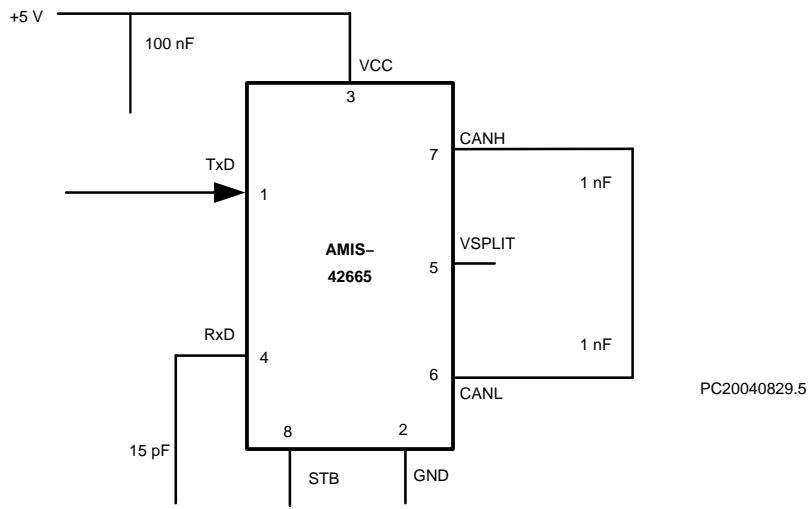 +5 V
100 nF
VCC
3
CANH
7
TxD
1 nF
1
VSPLIT
AMIS−
5
42665
RxD
1 nF
4
6
PC20040829.5
CANL
8
2
15 pF
STB
GND